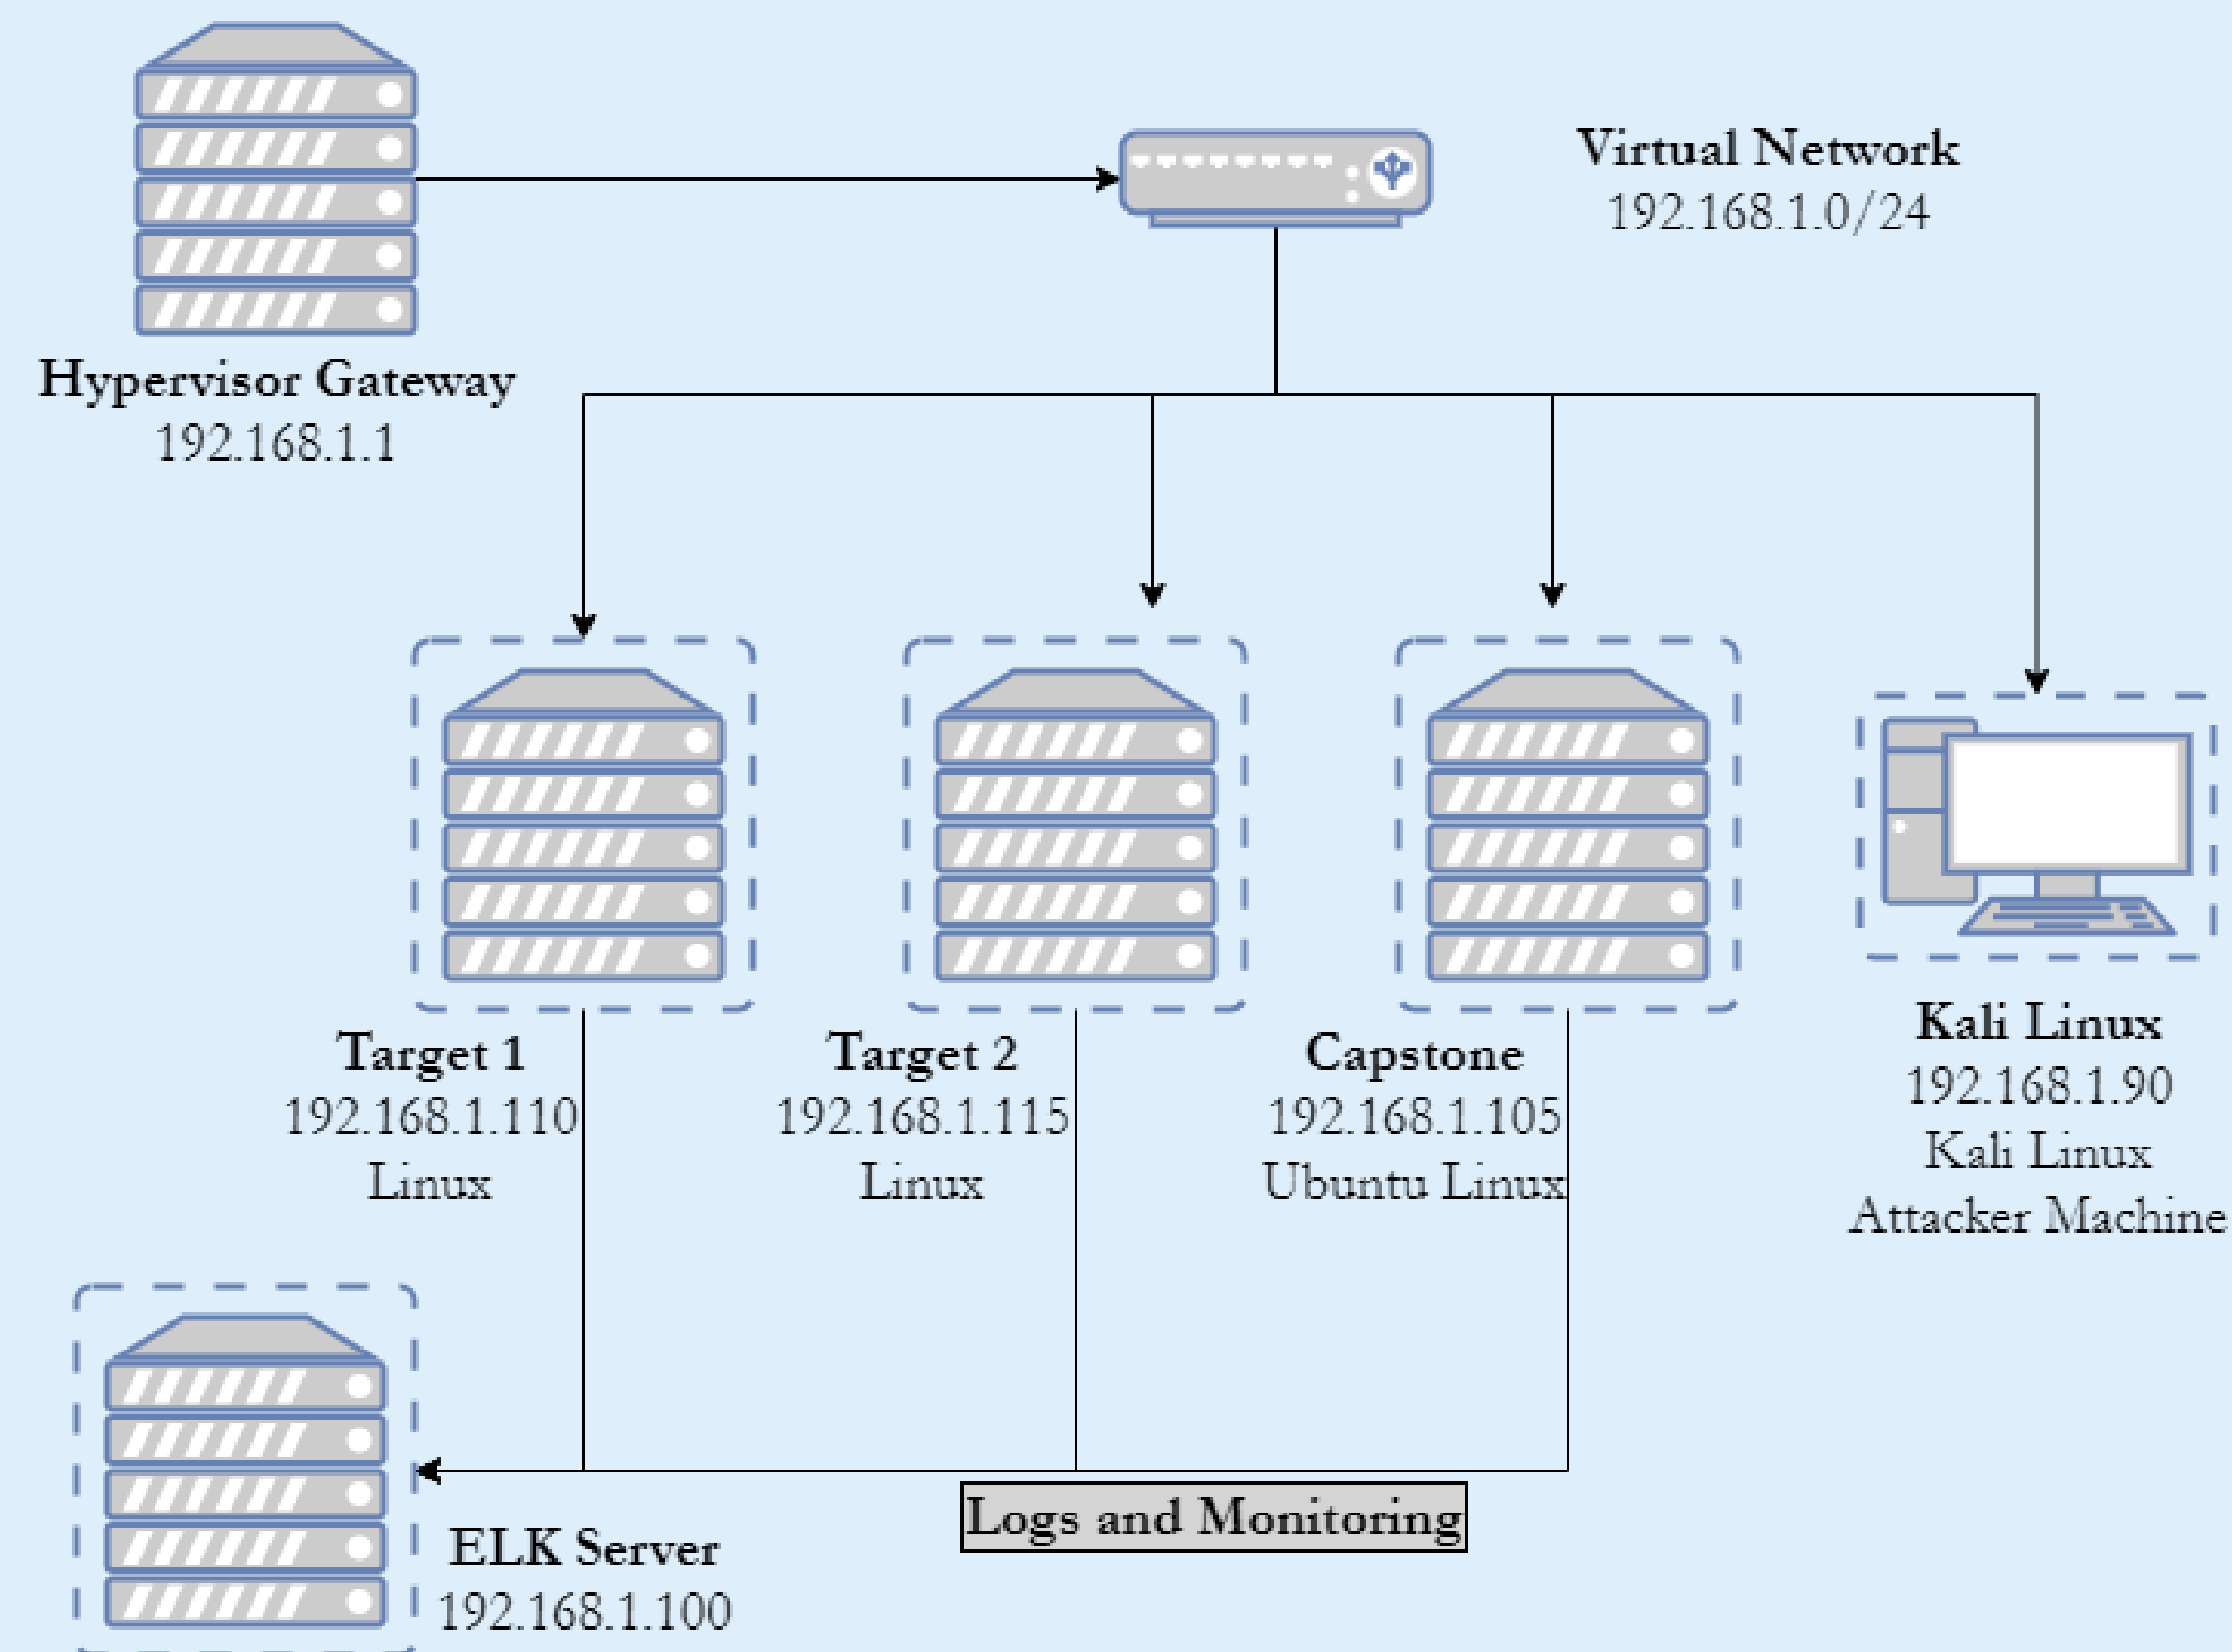 Virtual Network
192.168.1.0/24
Hypervisor Gateway
192.168.1.1
Target 1
192.168.1.110
Linux
Target 2
192.168.1.115
Linux
Capstone
192.168.1.105
Ubuntu Linux
Kali Linux
192.168.1.90
Kali Linux
Attacker Machine
Logs and Monitoring
ELK Server
192.168.1.100